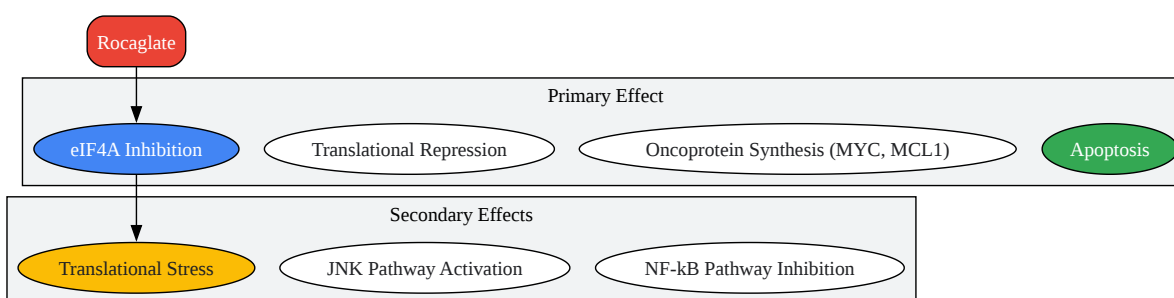 Rocaglate
Primary Effect
eIF4A Inhibition
Translational Repression
Oncoprotein Synthesis (MYC, MCL1)
Apoptosis
Secondary Effects
Translational Stress
JNK Pathway Activation
NF-kB Pathway Inhibition